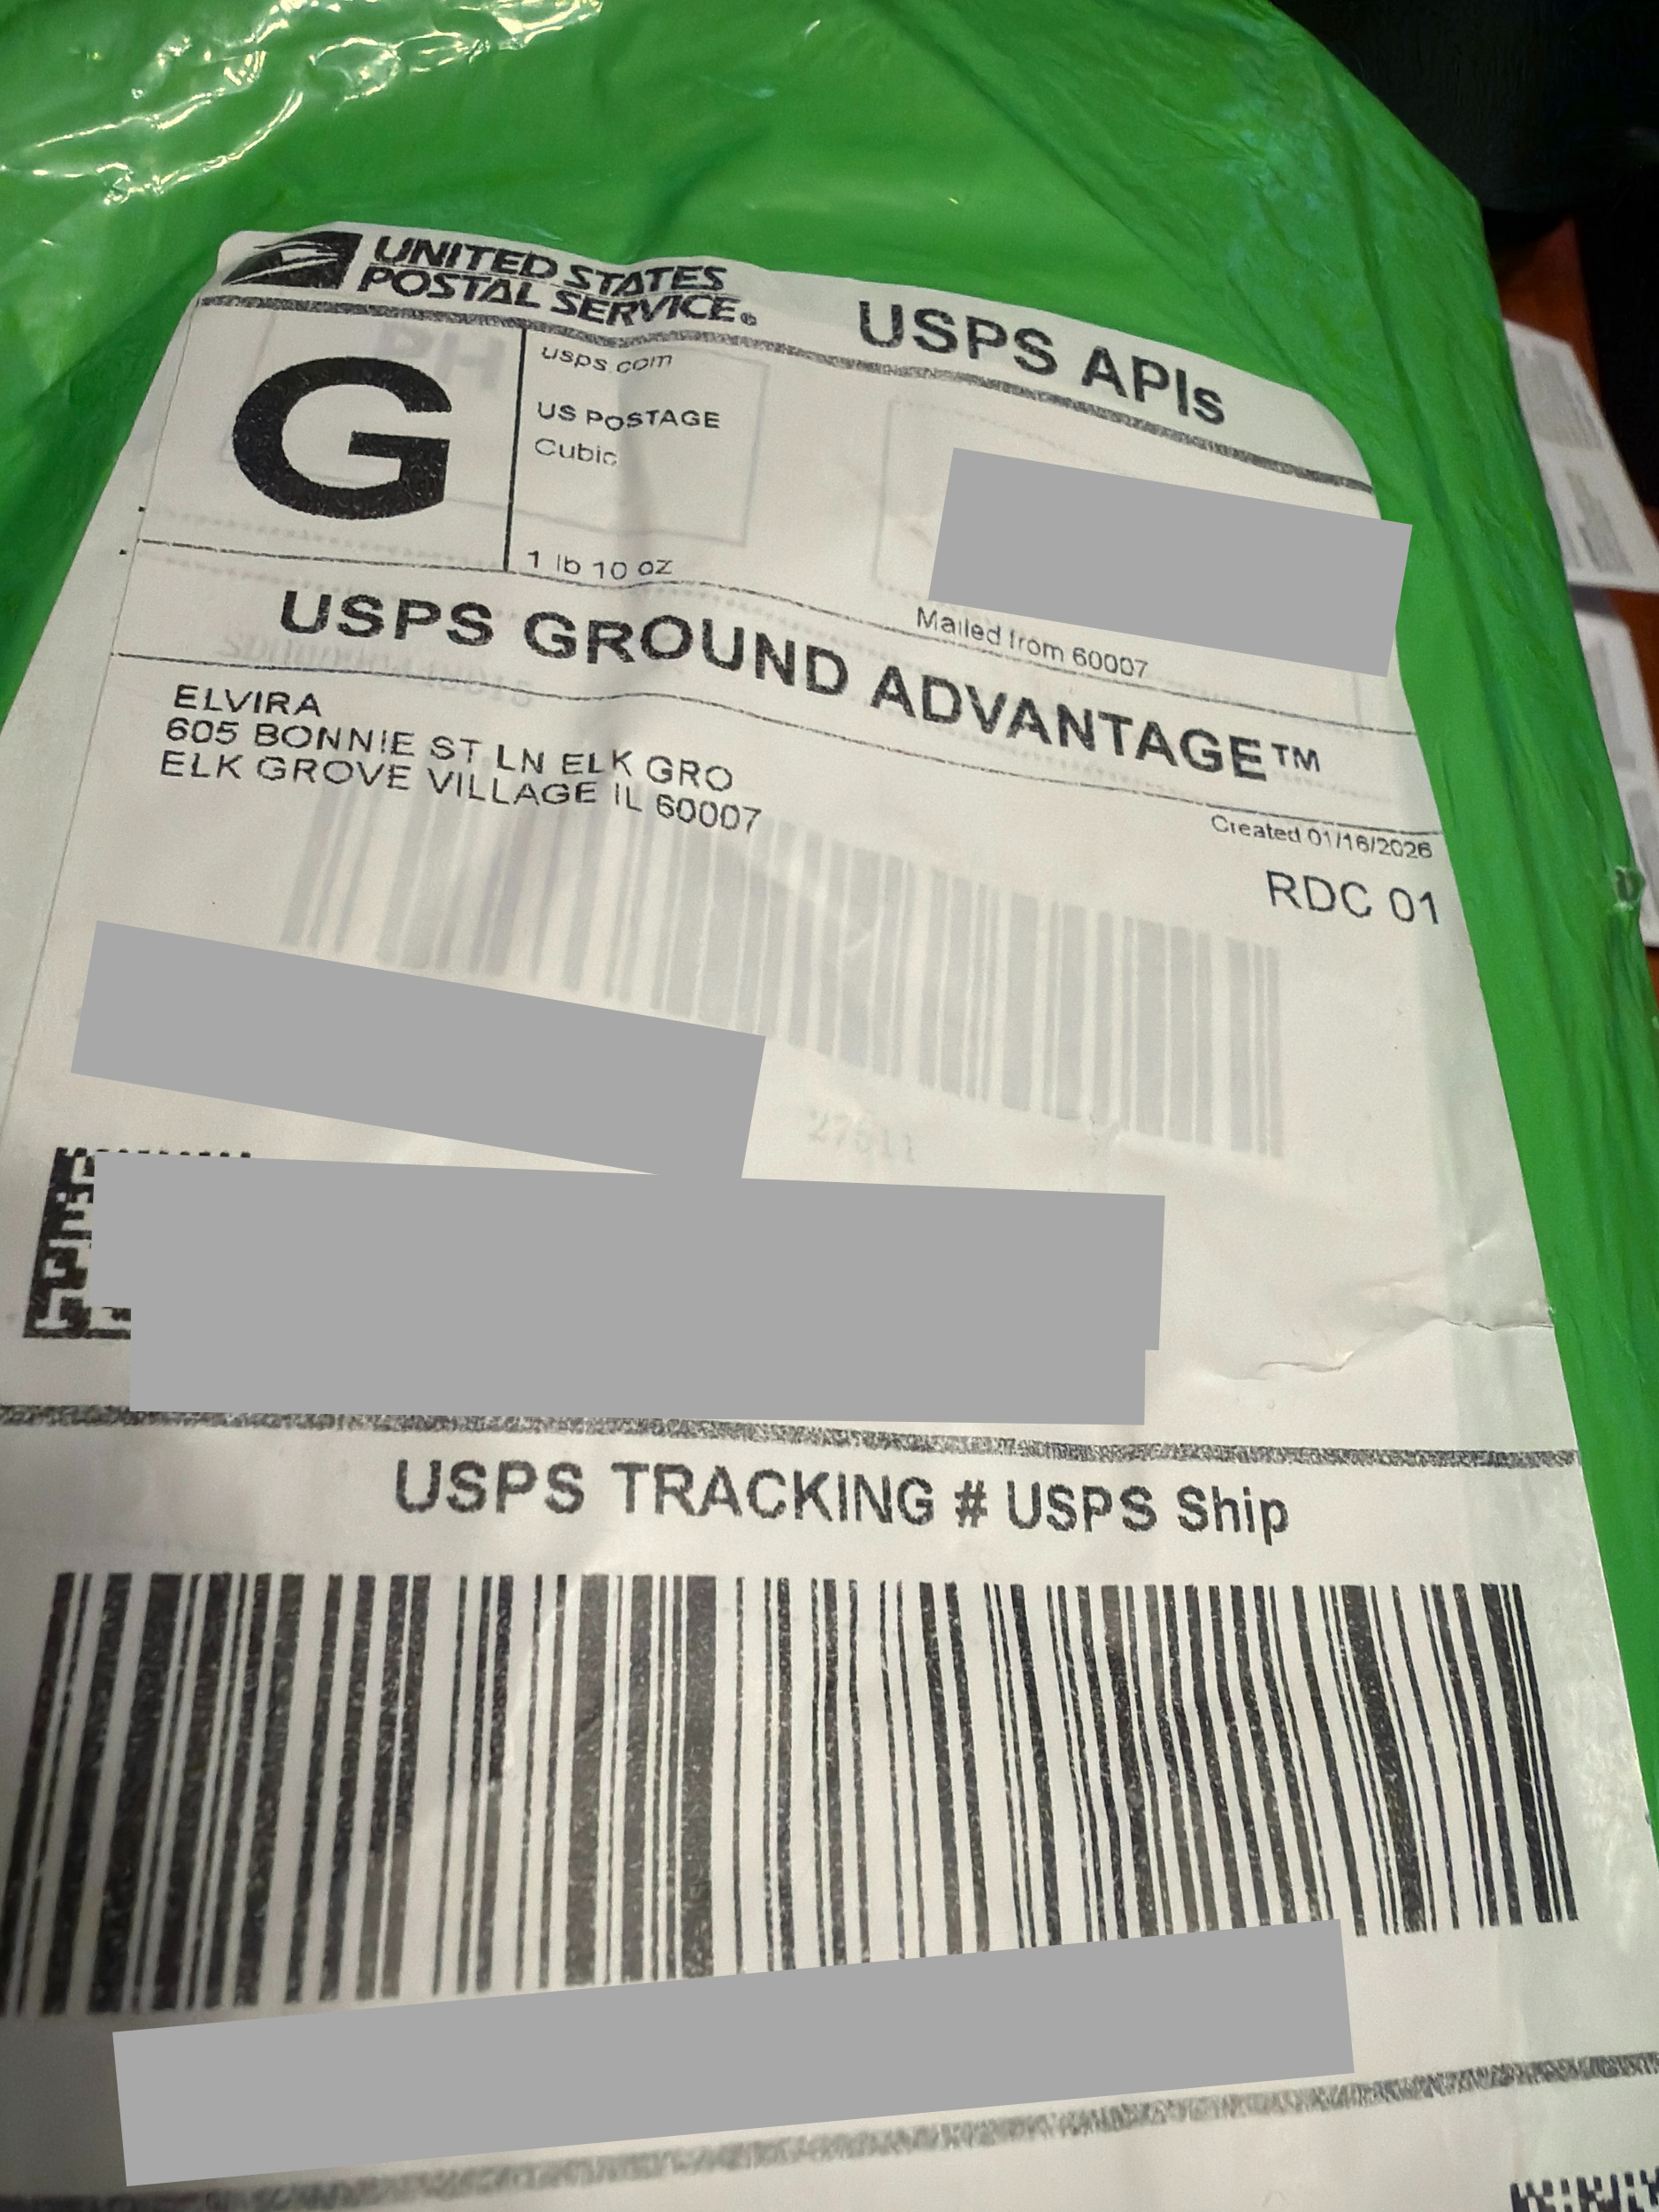 UNITED STATES
POSTAL SERVICE®
USPS APIs
G
usps.com
US POSTAGE
Cubic
1 lb 10 oz
Mailed from 60007
USPS GROUND ADVANTAGE™
ELVIRA
605 BONNIE ST LN ELK GRO
ELK GROVE VILLAGE IL 60007
Created 01/16/2026
RDC 01
USPS TRACKING # USPS Ship